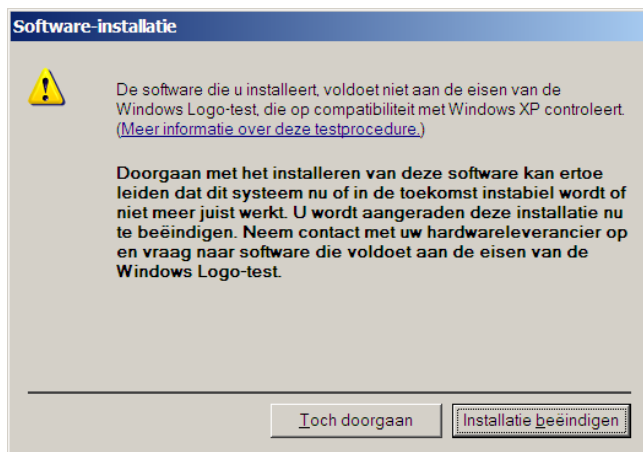 Software-installatie
De software die u installeert, voldoet niet aan de eisen van de
Windows Logo-test, die op compatibiliteit met Windows XP controleert.
(Meer informatie over deze testprocedure.)
Doorgaan met het installeren van deze software kan ertoe
leiden dat dit systeem nu of in de toekomst instabiel wordt of
niet meer juist werkt. U wordt aangeraden deze installatie nu
te beëindigen. Neem contact met uw hardwareleverancier op
en vraag naar software die voldoet aan de eisen van de
Windows Logo-test.
Toch doorgaan
Installatie beëindigen